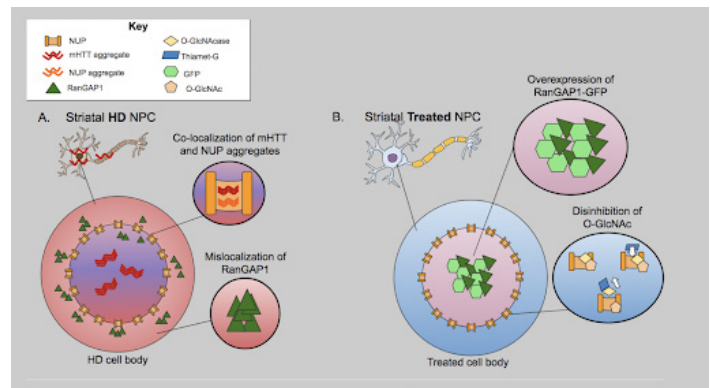 Key
NUP
mHTT aggregate
NUP aggregate
RanGAP1
O-GlcNAcase
Thiamet-G
GFP
O-GlcNAc
A. Striatal HD NPC
Co-localization of mHTT
and NUP aggregates
Mislocalization of
RanGAP1
HD cell body
B. Striatal Treated NPC
Overexpression of
RanGAP1-GFP
Disinhibition of
O-GlcNAc
Treated cell body